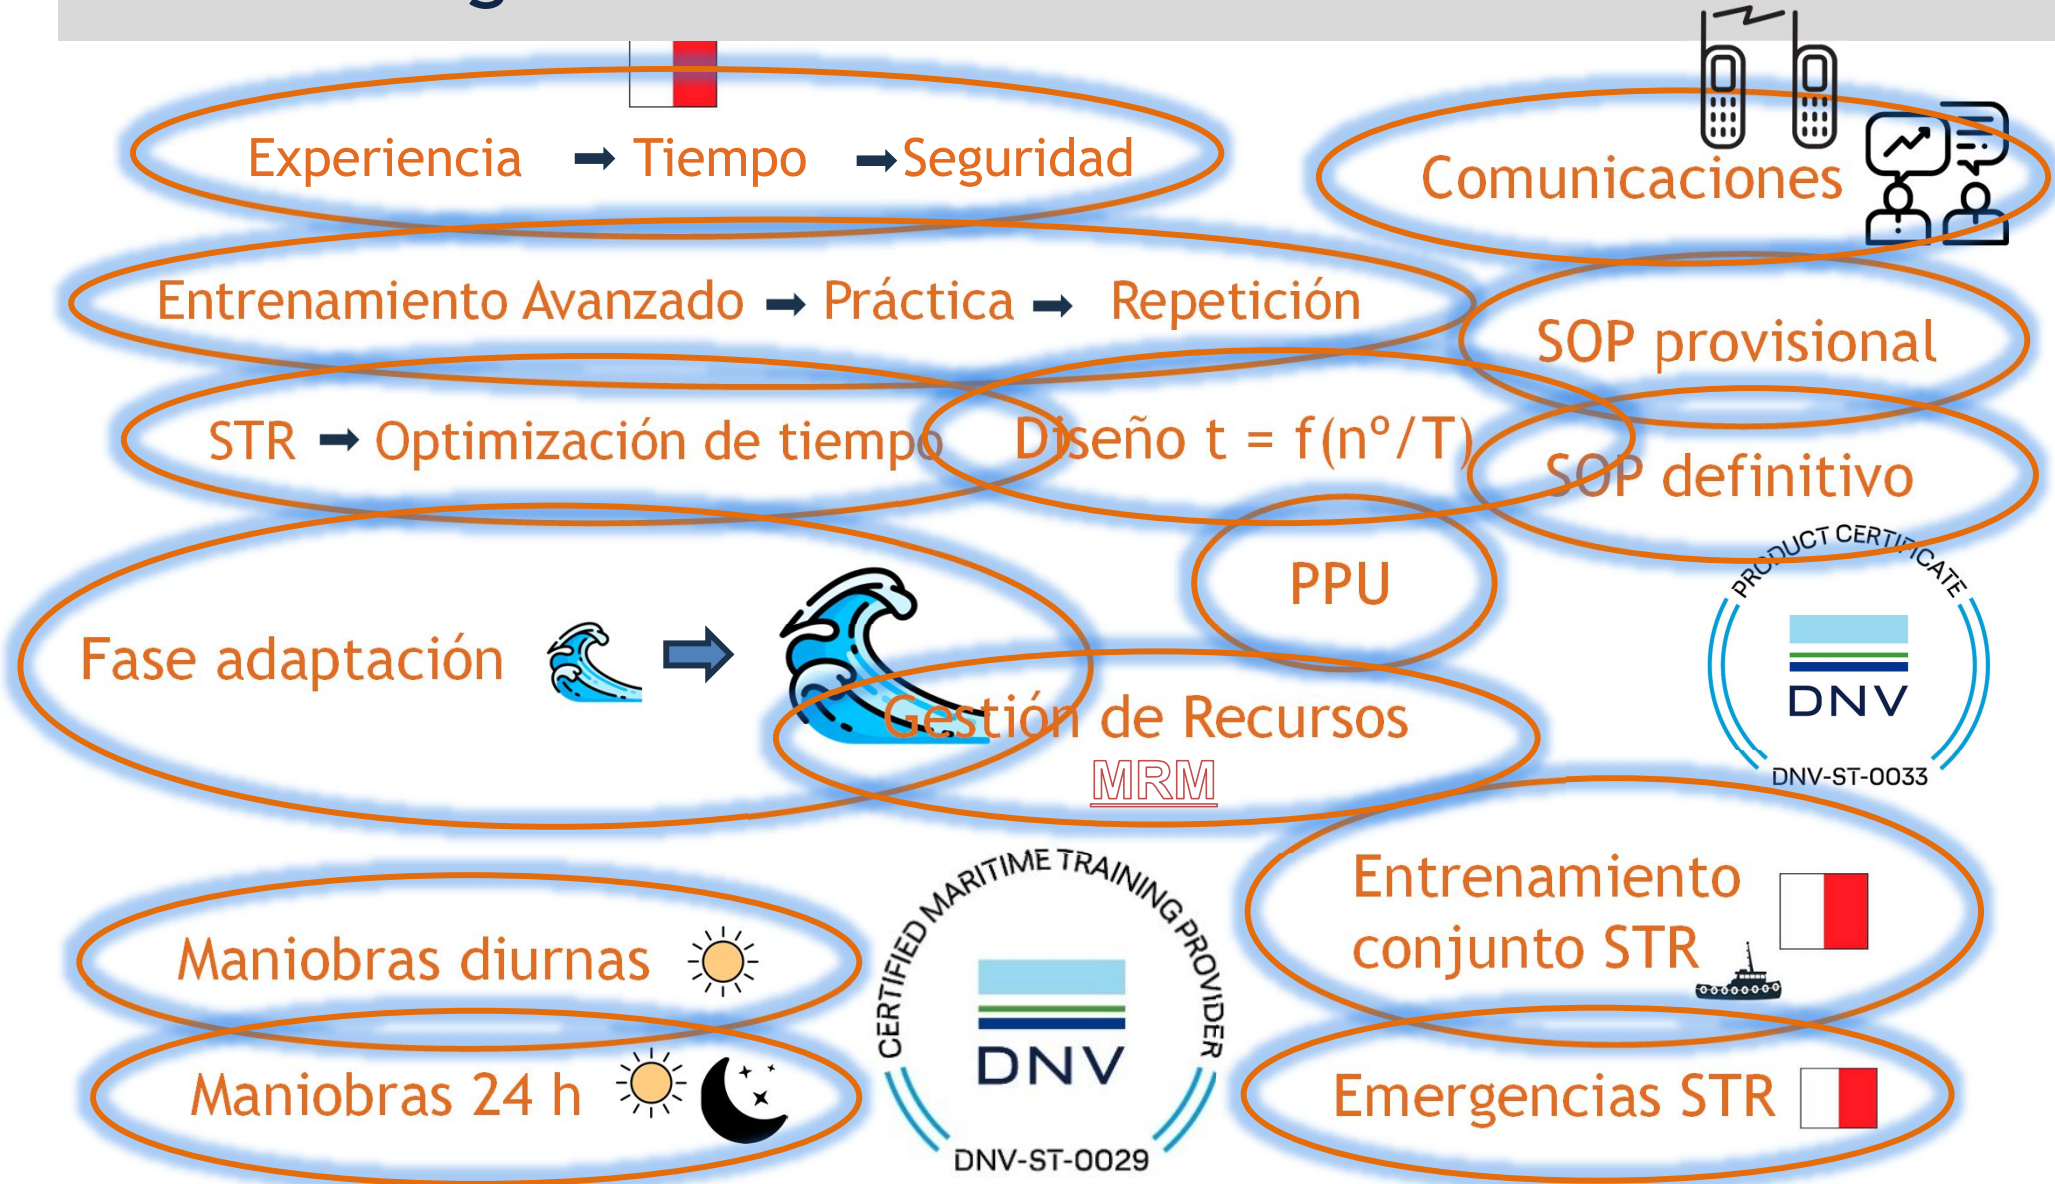 Experiencia → Tiempo → Seguridad
Comunicaciones
Entrenamiento Avanzado → Práctica → Repetición
SOP provisional
STR → Optimización de tiempo
Diseño t = f(nº/T)
SOP definitivo
PPU
PRODUCT CERTIFICATE
DNV
DNV-ST-0033
Fase adaptación
Gestión de Recursos
MRM
Entrenamiento
conjunto STR
Maniobras diurnas
CERTIFIED MARITIME TRAINING PROVIDER
DNV
DNV-ST-0029
Maniobras 24 h
Emergencias STR